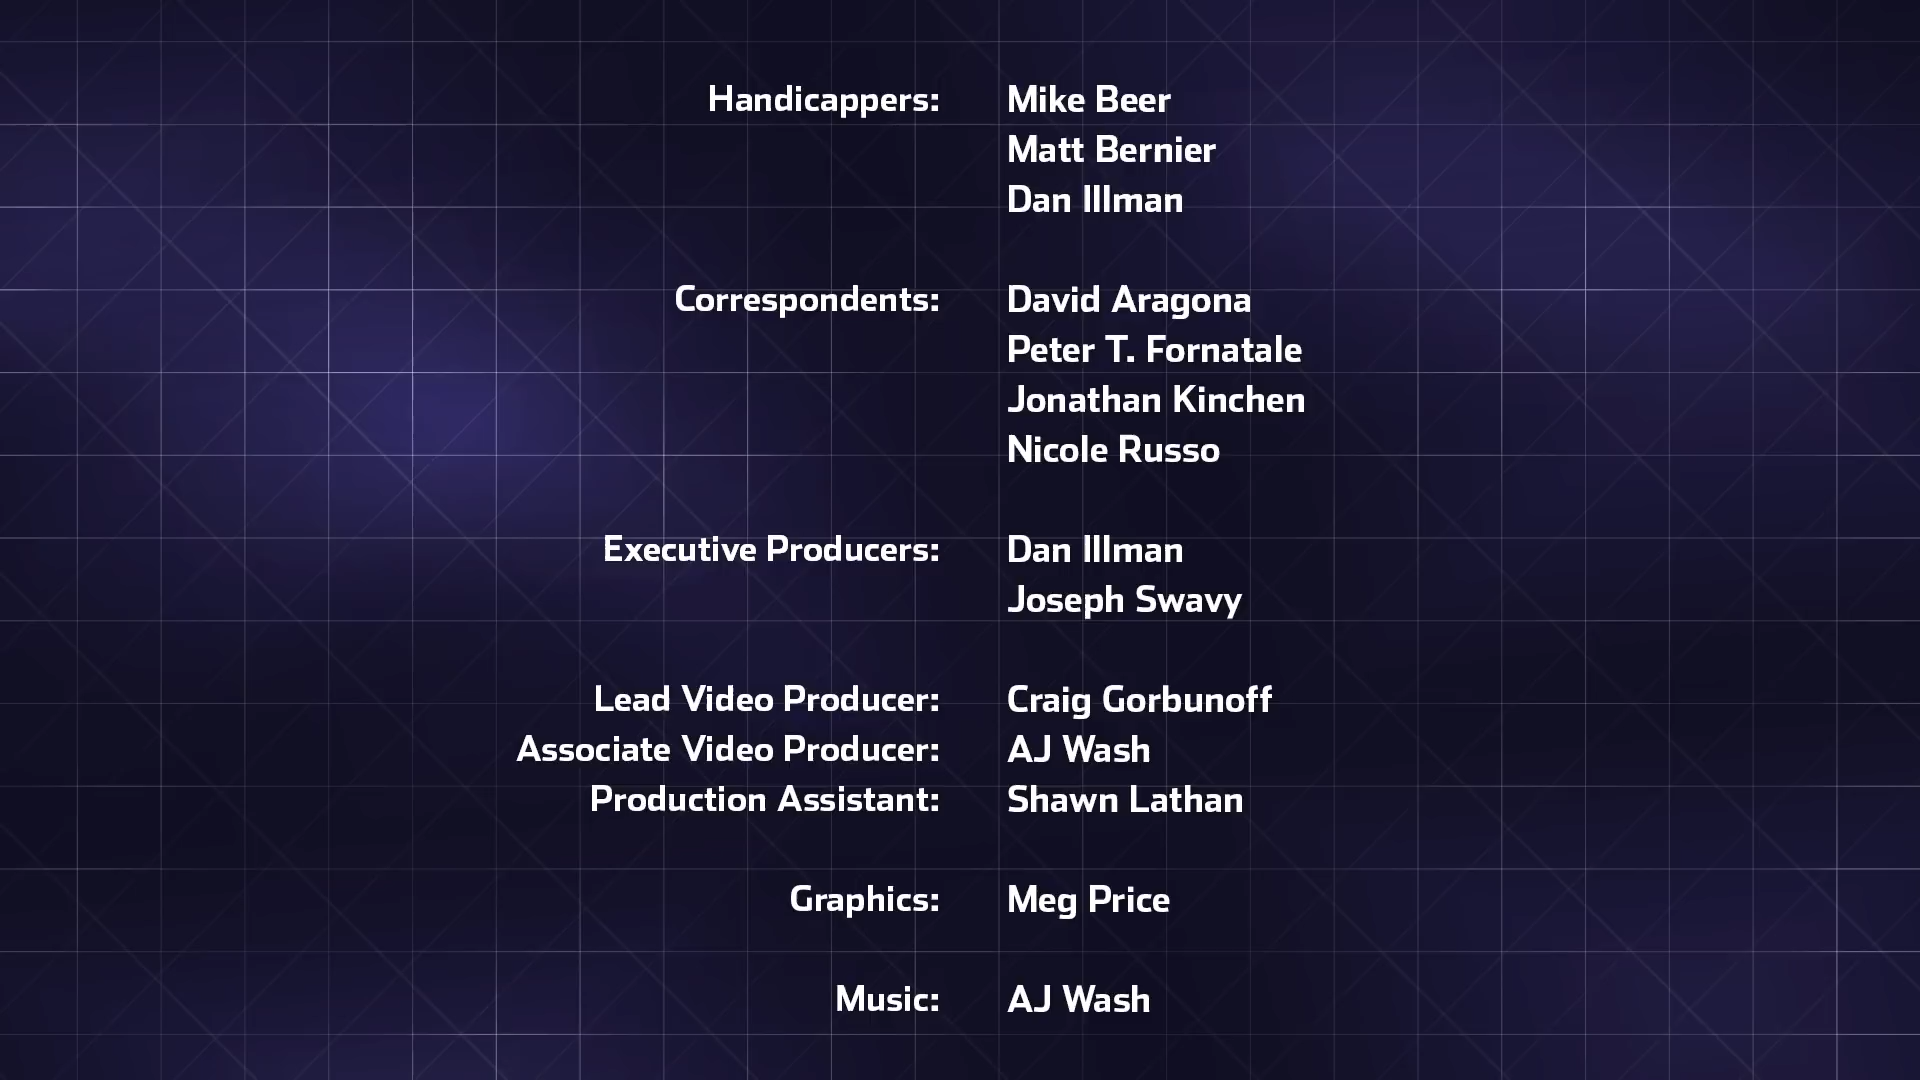 Handicappers: Mike Beer
Matt Bernier
Dan Illman
Correspondents: David Aragona
Peter T. Fornatale
Jonathan Kinchen
Nicole Russo
Executive Producers: Dan Illman
Joseph Swavy
Lead Video Producer: Craig Gorbunoff
Associate Video Producer: AJ Wash
Production Assistant: Shawn Lathan
Graphics: Meg Price
Music: AJ Wash